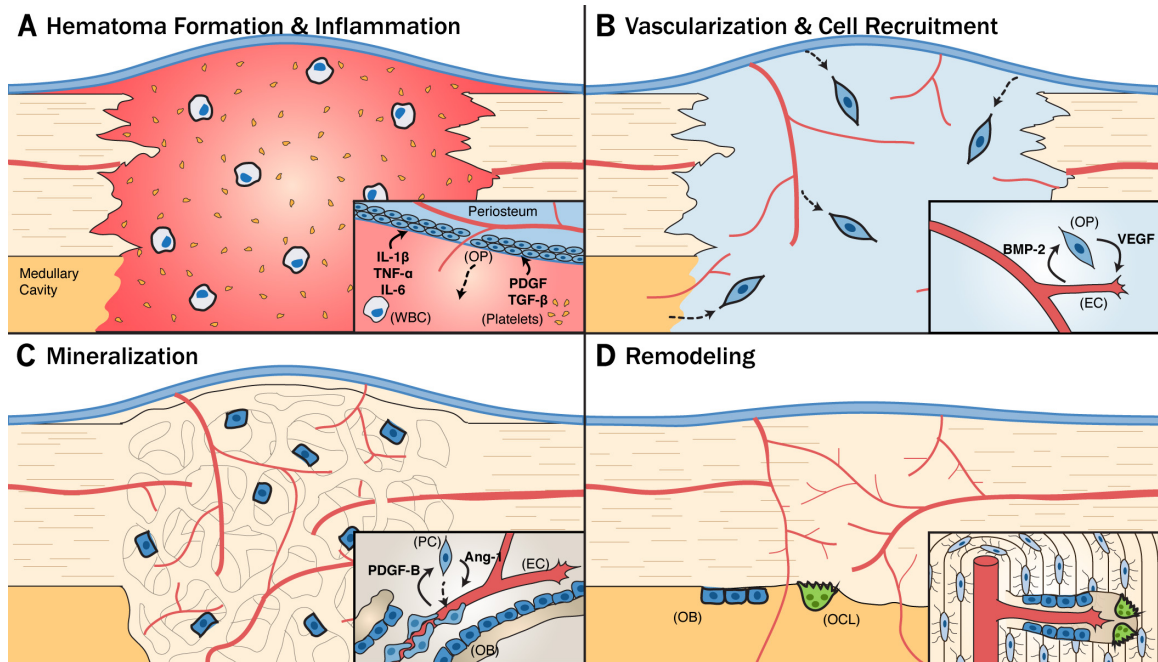 A Hematoma Formation & Inflammation
Medullary
Cavity
Periosteum
IL-1β
TNF-α
IL-6
(WBC)
(OP)
PDGF
TGF-β
(Platelets)
B Vascularization & Cell Recruitment
(OP)
BMP-2
VEGF
(EC)
C Mineralization
(PC)
Ang-1
PDGF-B
(EC)
(OB)
D Remodeling
(OB)
(OCL)